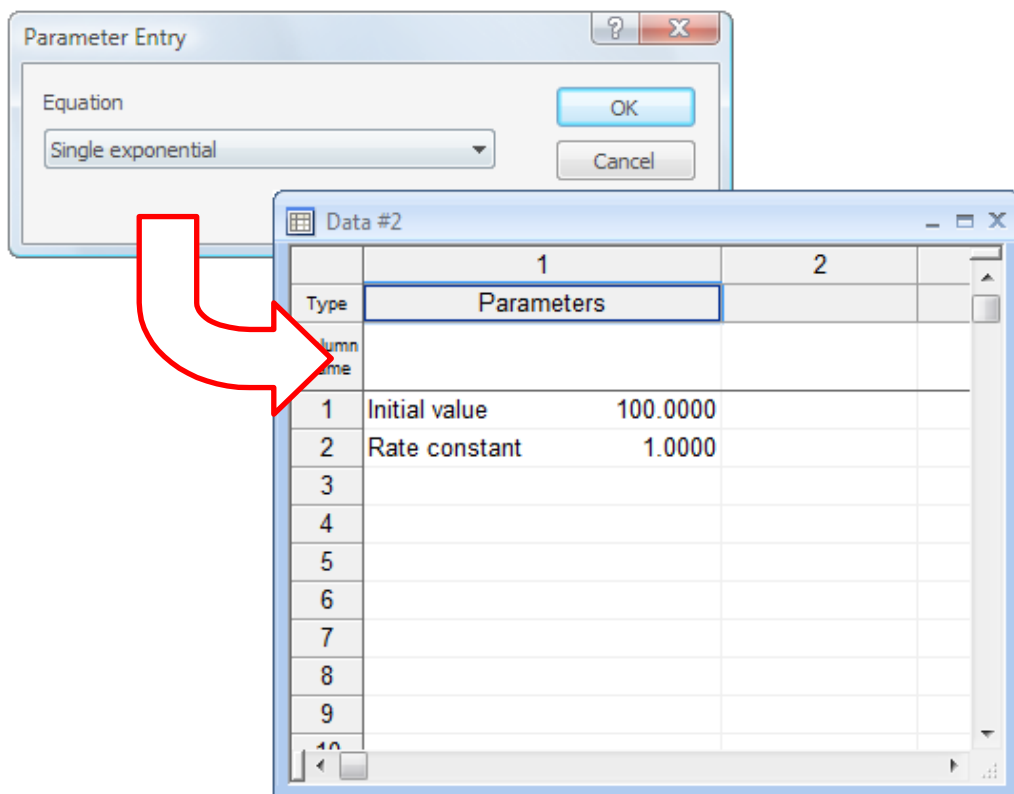 Parameter Entry
Equation
OK
Single exponential
Cancel
Data #2
1 2
Type Parameters
1 Initial value 100.0000
2 Rate constant 1.0000
3
4
5
6
7
8
9
10